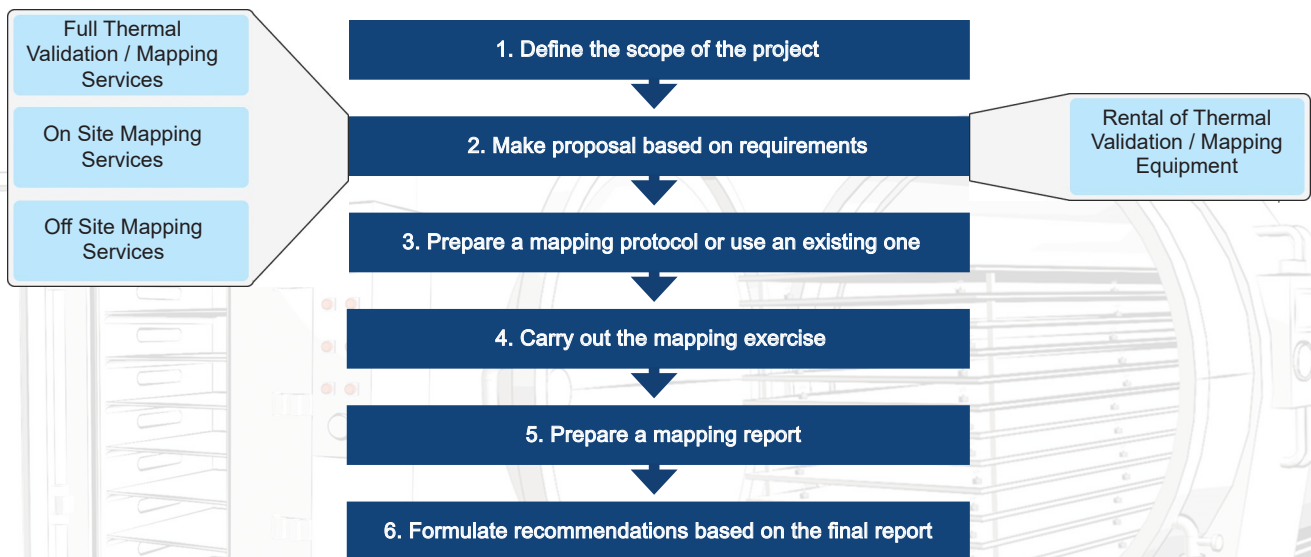 Full Thermal
Validation / Mapping
Services
On Site Mapping
Services
Off Site Mapping
Services
1. Define the scope of the project
2. Make proposal based on requirements
3. Prepare a mapping protocol or use an existing one
4. Carry out the mapping exercise
5. Prepare a mapping report
6. Formulate recommendations based on the final report
Rental of Thermal
Validation / Mapping
Equipment